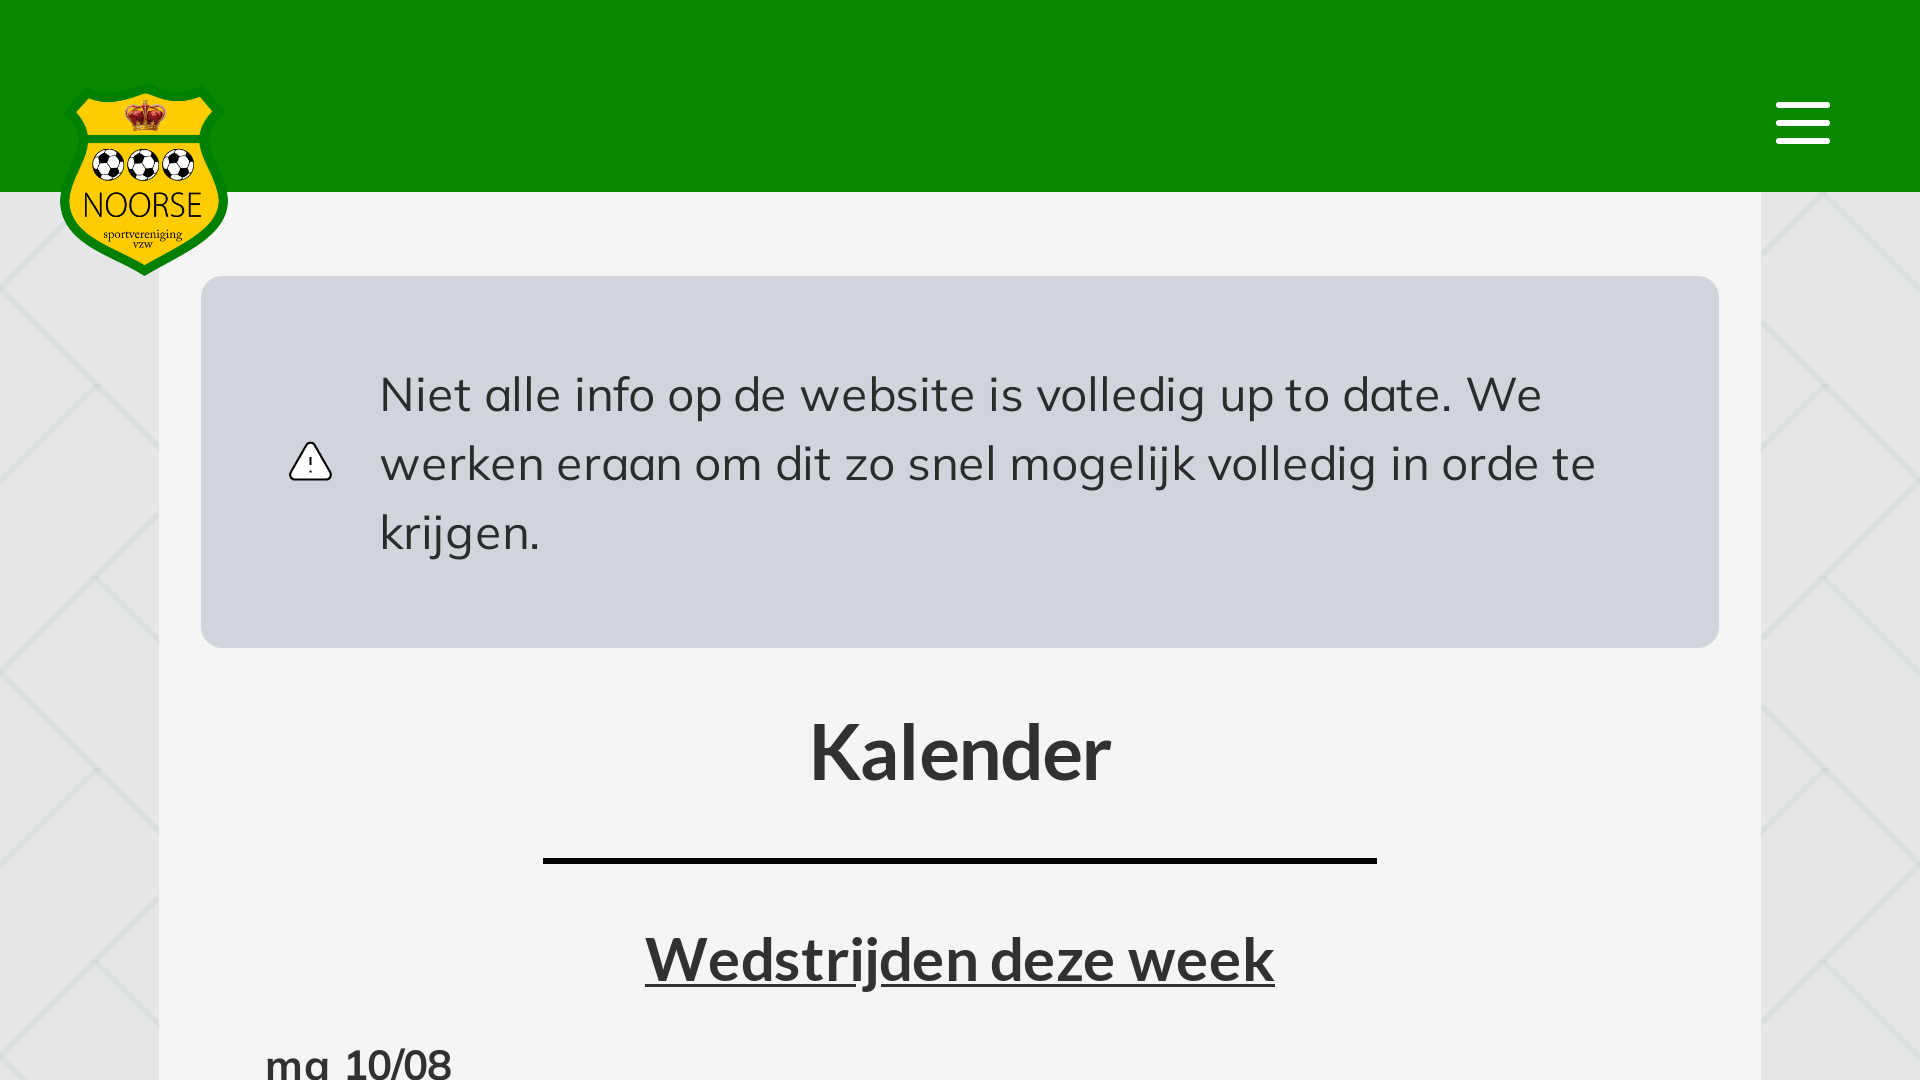 NOORSE
sportvereniging
vzw
Niet alle info op de website is volledig up to date. We
werken eraan om dit zo snel mogelijk volledig in orde te
krijgen.
Kalender
Wedstrijden deze week
ma 10/08